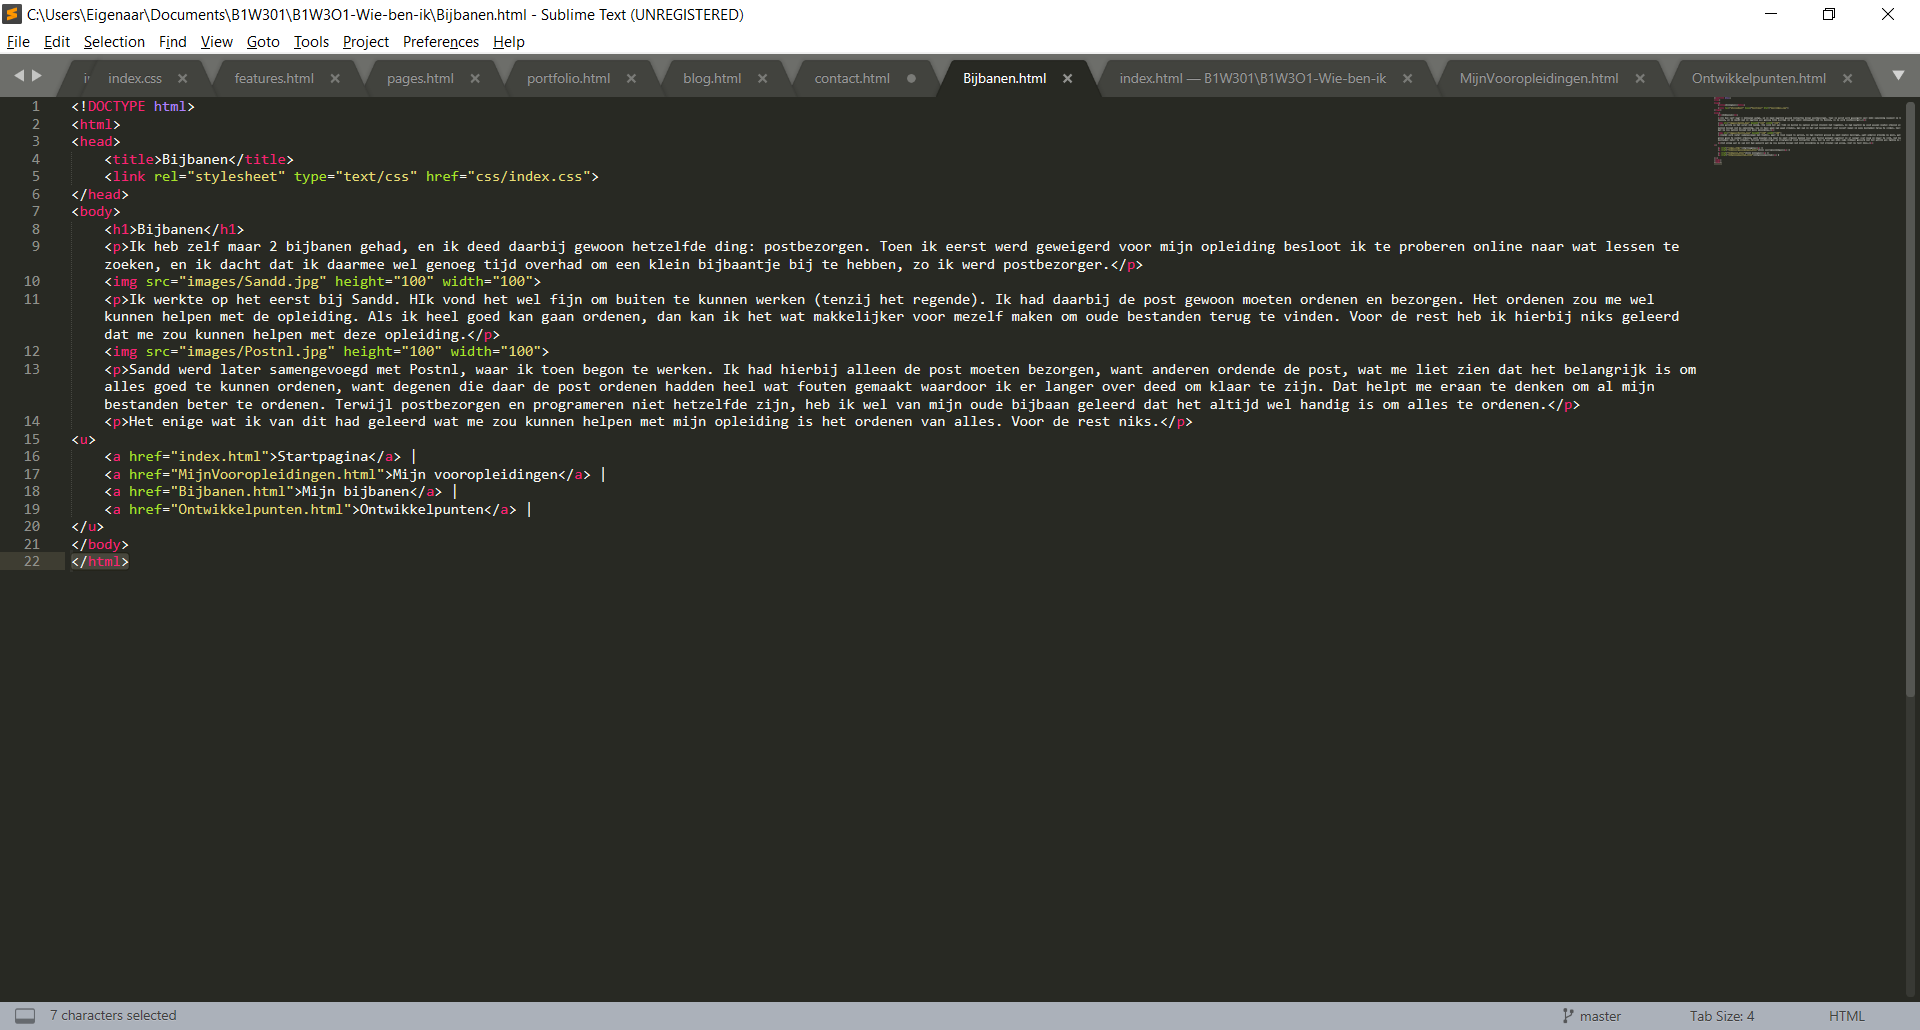 C:\Users\Eigenaar\Documents\B1W301\B1W3O1-Wie-ben-ik\Bijbanen.html - Sublime Text (UNREGISTERED)
File Edit Selection Find View Goto Tools Project Preferences Help
index.css features.html pages.html portfolio.html blog.html contact.html Bijbanen.html index.html — B1W301\B1W3O1-Wie-ben-ik MijnVooropleidingen.html Ontwikkelpunten.html
1 <!DOCTYPE html>
2 <html>
3 <head>
4 <title>Bijbanen</title>
5 <link rel="stylesheet" type="text/css" href="css/index.css">
6 </head>
7 <body>
8 <h1>Bijbanen</h1>
9 <p>Ik heb zelf maar 2 bijbanen gehad, en ik deed daarbij gewoon hetzelfde ding: postbezorgen. Toen ik eerst werd geweigerd voor mijn opleiding besloot ik te proberen online naar wat lessen te
zoeken, en ik dacht dat ik daarmee wel genoeg tijd overhad om een klein bijbaantje bij te hebben, zo ik werd postbezorger.</p>
10 <img src="images/Sandd.jpg" height="100" width="100">
11 <p>Ik werkte op het eerst bij Sandd. HIk vond het wel fijn om buiten te kunnen werken (tenzij het regende). Ik had daarbij de post gewoon moeten ordenen en bezorgen. Het ordenen zou me wel
kunnen helpen met de opleiding. Als ik heel goed kan gaan ordenen, dan kan ik het wat makkelijker voor mezelf maken om oude bestanden terug te vinden. Voor de rest heb ik hierbij niks geleerd
dat me zou kunnen helpen met deze opleiding.</p>
12 <img src="images/Postnl.jpg" height="100" width="100">
13 <p>Sandd werd later samengevoegd met Postnl, waar ik toen begon te werken. Ik had hierbij alleen de post moeten bezorgen, want anderen ordende de post, wat me liet zien dat het belangrijk is om
alles goed te kunnen ordenen, want degenen die daar de post ordenen hadden heel wat fouten gemaakt waardoor ik er langer over deed om klaar te zijn. Dat helpt me eraan te denken om al mijn
bestanden beter te ordenen. Terwijl postbezorgen en programeren niet hetzelfde zijn, heb ik wel van mijn oude bijbaan geleerd dat het altijd wel handig is om alles te ordenen.</p>
14 <p>Het enige wat ik van dit had geleerd wat me zou kunnen helpen met mijn opleiding is het ordenen van alles. Voor de rest niks.</p>
15 <u>
16 <a href="index.html">Startpagina</a> |
17 <a href="MijnVooropleidingen.html">Mijn vooropleidingen</a> |
18 <a href="Bijbanen.html">Mijn bijbanen</a> |
19 <a href="Ontwikkelpunten.html">Ontwikkelpunten</a> |
20 </u>
21 </body>
22 </html>
7 characters selected master Tab Size: 4 HTML